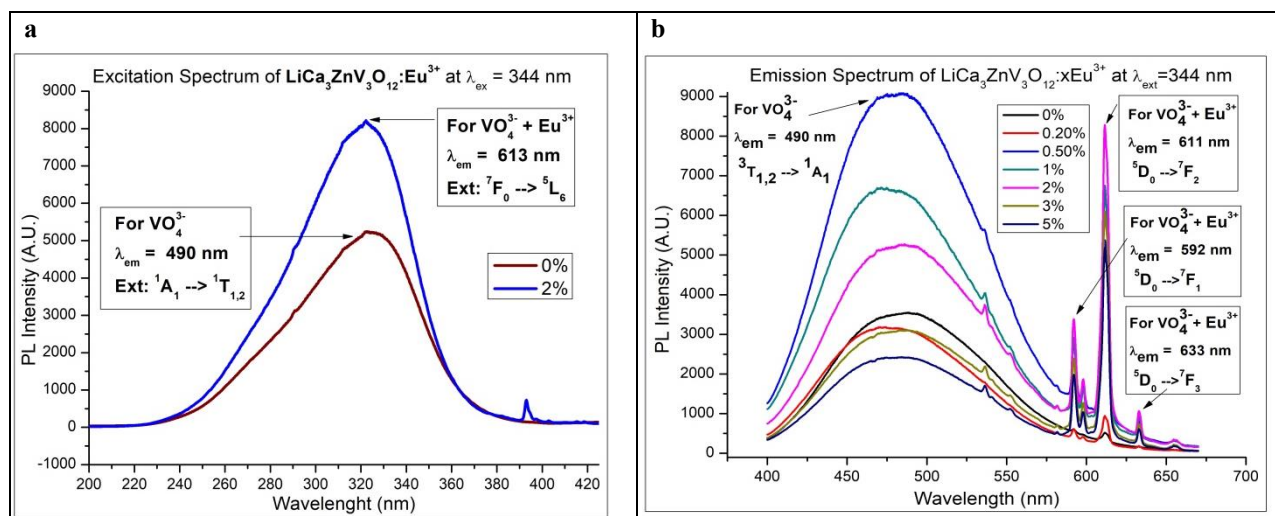 a
Excitation Spectrum of LiCa₃ZnV₃O₁₂:Eu³⁺ at λₑₓ = 344 nm
For VO₄³⁻ + Eu³⁺
λₑₘ = 613 nm
Ext: ⁷F₀ --> ⁵L₆
For VO₄³⁻
λₑₘ = 490 nm
Ext: ¹A₁ --> ¹T₁,₂
0%
2%
PL Intensity (A.U.)
9000
8000
7000
6000
5000
4000
3000
2000
1000
0
-1000
200 220 240 260 280 300 320 340 360 380 400 420
Wavelenght (nm)
b
Emission Spectrum of LiCa₃ZnV₃O₁₂:xEu³⁺ at λₑₓₜ=344 nm
For VO₄³⁻
λₑₘ = 490 nm
³T₁,₂ --> ¹A₁
0%
0.20%
0.50%
1%
2%
3%
5%
For VO₄³⁻ + Eu³⁺
λₑₘ = 611 nm
⁵D₀ -->⁷F₂
For VO₄³⁻ + Eu³⁺
λₑₘ = 592 nm
⁵D₀ -->⁷F₁
For VO₄³⁻ + Eu³⁺
λₑₘ = 633 nm
⁵D₀ -->⁷F₃
PL Intensity (A.U.)
9000
8000
7000
6000
5000
4000
3000
2000
1000
0
400 450 500 550 600 650 700
Wavelength (nm)